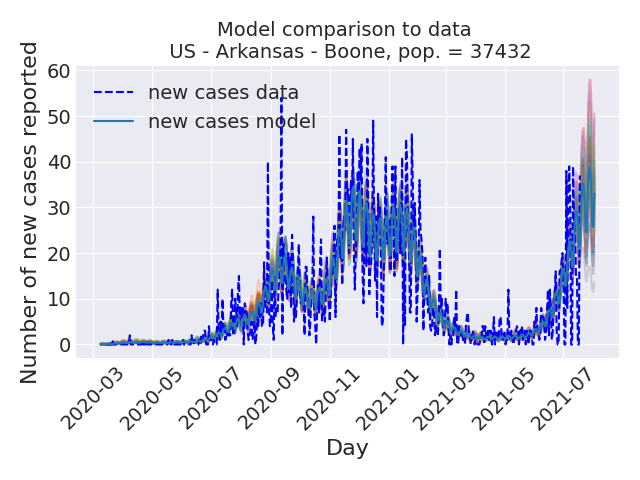 Model comparison to data
US - Arkansas - Boone, pop. = 37432
Number of new cases reported
60
50
40
30
20
10
0
new cases data
new cases model
2020-03
2020-05
2020-07
2020-09
2020-11
2021-01
2021-03
2021-05
2021-07
Day